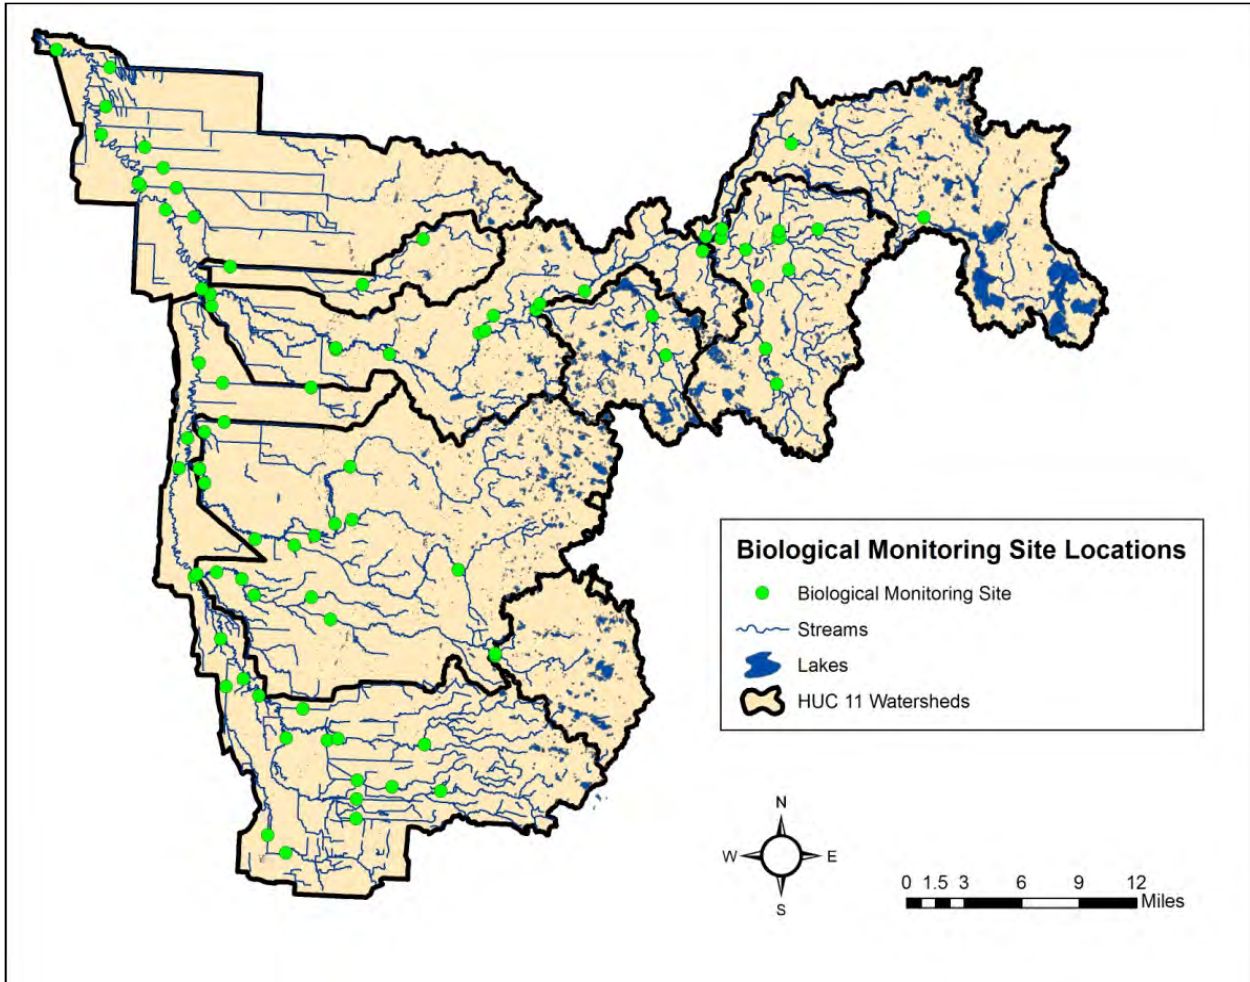 Biological Monitoring Site Locations
Biological Monitoring Site
Streams
Lakes
HUC 11 Watersheds
N
W E
S
0 1.5 3 6 9 12
Miles